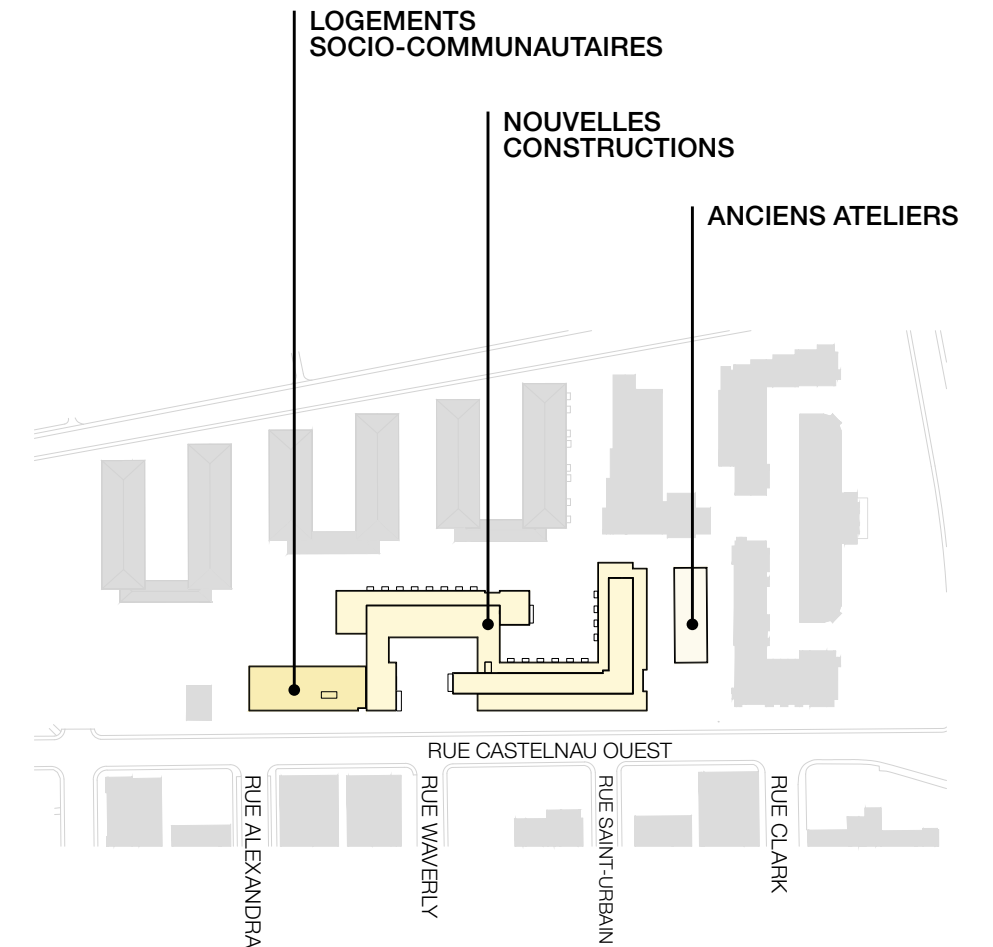 LOGEMENTS
SOCIO-COMMUNAUTAIRES
NOUVELLES
CONSTRUCTIONS
ANCIENS ATELIERS
RUE CASTELNAU OUEST
RUE ALEXANDRA
RUE WAVERLY
RUE SAINT-URBAIN
RUE CLARK